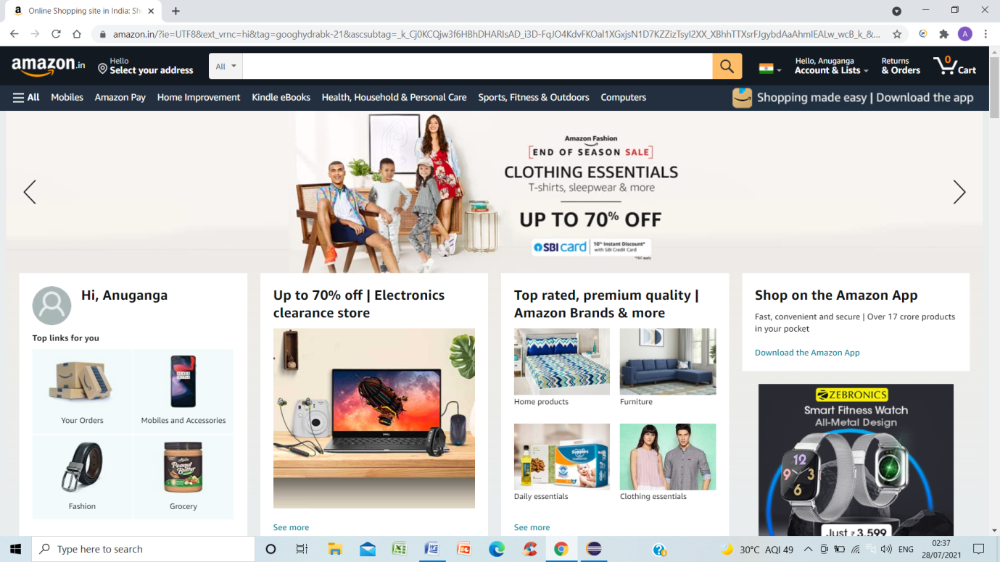 Online Shopping site in India: Sh
amazon.in/?ie=UTF8&ext_vrnc=hi&tag=googhydrabk-21&ascsubtag=_k_Cj0KCQjw3f6HBhDHARIsAD_i3D-FqJO4KdvFKOal1XGxjsN1D7KZZizTsyI2XX_XBhhTTXsrFJgybdAaAhmIEALw_wcB_k_&...
A
amazon.in
Hello
Select your address
All
Hello, Anuganga
Account & Lists
Returns
& Orders
0
Cart
All Mobiles Amazon Pay Home Improvement Kindle eBooks Health, Household & Personal Care Sports, Fitness & Outdoors Computers
Shopping made easy | Download the app
Amazon Fashion
[END OF SEASON SALE]
CLOTHING ESSENTIALS
T-shirts, sleepwear & more
UP TO 70% OFF
SBI card
10% Instant Discount*
with SBI Credit Card
*T&C apply
Hi, Anuganga
Top links for you
Your Orders
Mobiles and Accessories
Peanut
Butter
Fashion
Grocery
Up to 70% off | Electronics
clearance store
DELL
See more
Top rated, premium quality |
Amazon Brands & more
Home products
Furniture
Supples
Daily essentials
Clothing essentials
See more
Shop on the Amazon App
Fast, convenient and secure | Over 17 crore products
in your pocket
Download the Amazon App
ZEBRONICS
Smart Fitness Watch
All-Metal Design
12
9 3
6
Just ₹ 3,599
Type here to search
30°C AQI 49
ENG
02:37
28/07/2021